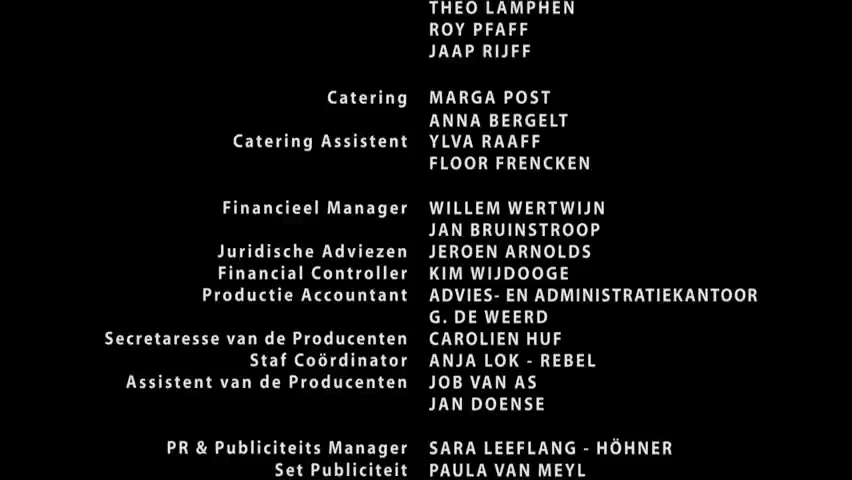 THEO LAMPHEN
ROY PFAFF
JAAP RIJFF
Catering MARGA POST
ANNA BERGELT
Catering Assistent YLVA RAAFF
FLOOR FRENCKEN
Financieel Manager WILLEM WERTWIJN
JAN BRUINSTROOP
Juridische Adviezen JEROEN ARNOLDS
Financial Controller KIM WIJDOOGE
Productie Accountant ADVIES- EN ADMINISTRATIEKANTOOR
G. DE WEERD
Secretaresse van de Producenten CAROLIEN HUF
Staf Coördinator ANJA LOK - REBEL
Assistent van de Producenten JOB VAN AS
JAN DOENSE
PR & Publiciteits Manager SARA LEEFLANG - HÖHNER
Set Publiciteit PAULA VAN MEYL